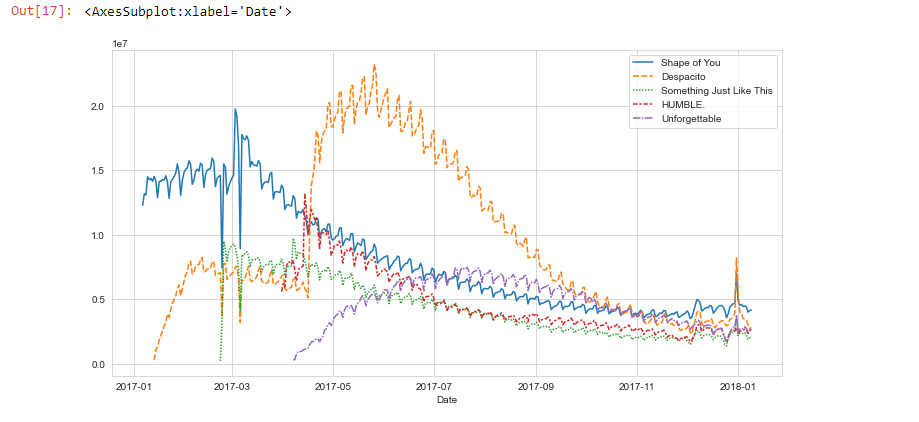 Out[17]: <AxesSubplot:xlabel='Date'>
1e7
Shape of You
Despacito
Something Just Like This
HUMBLE.
Unforgettable
2.0
1.5
1.0
0.5
0.0
2017-01 2017-03 2017-05 2017-07 2017-09 2017-11 2018-01
Date